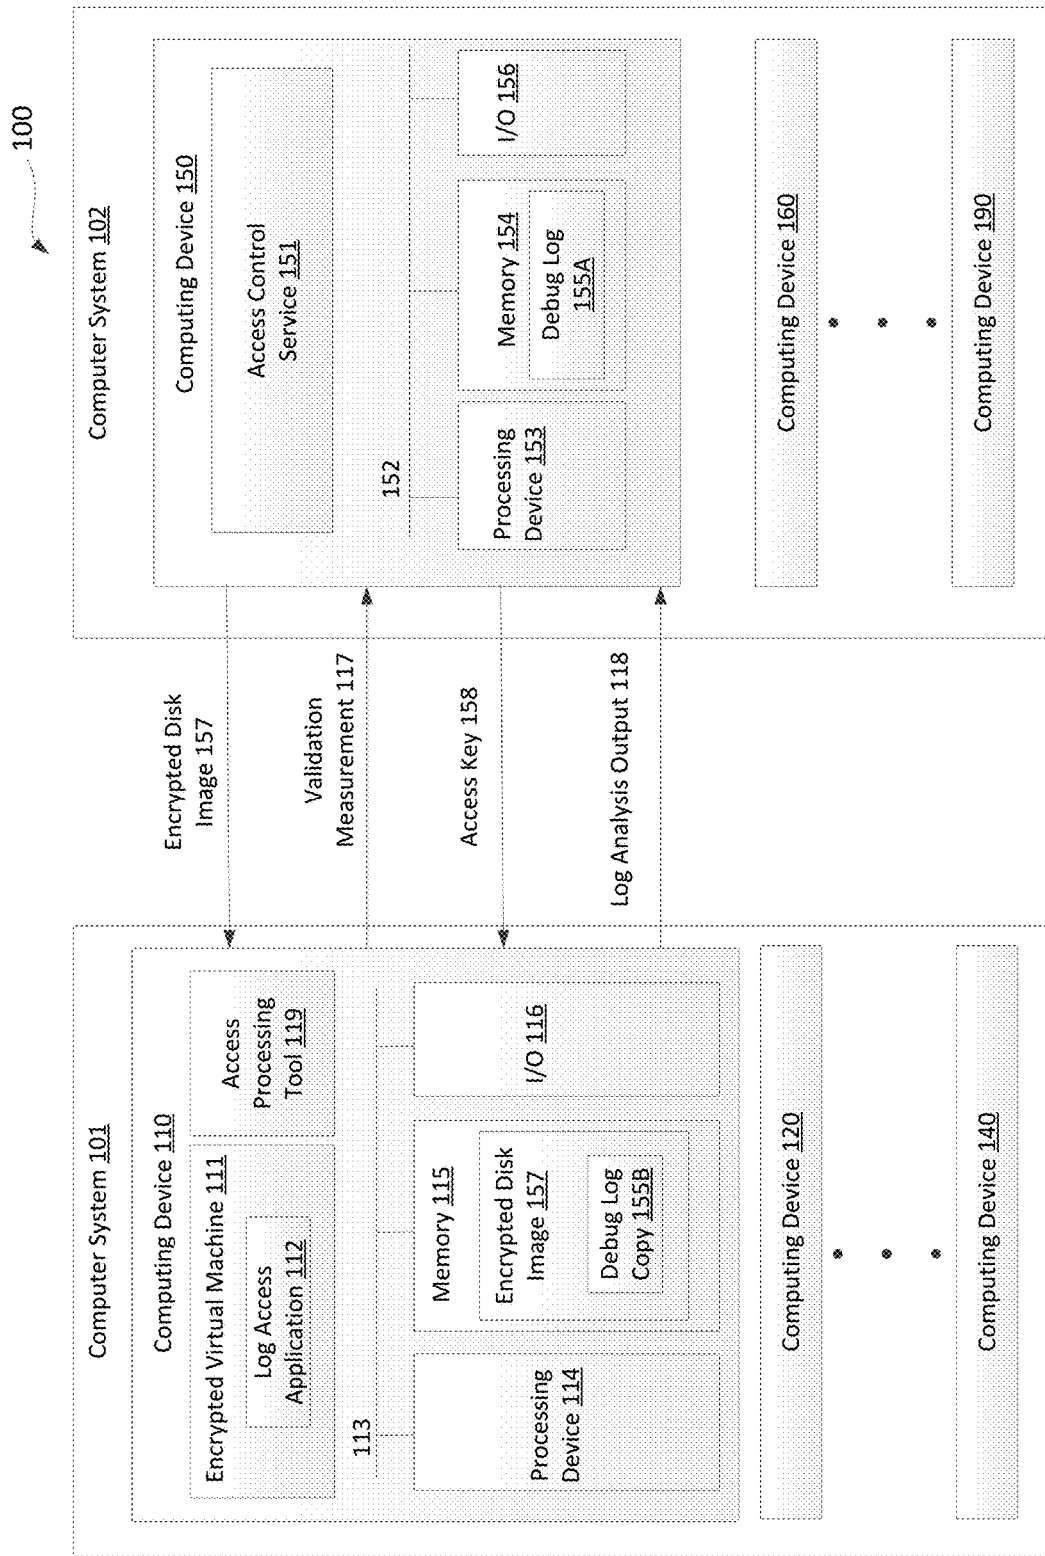 100
Computer System 101
Computing Device 110
Encrypted Virtual Machine 111
Log Access
Application 112
Access
Processing
Tool 119
113
Processing
Device 114
Memory 115
Encrypted Disk
Image 157
Debug Log
Copy 155B
I/O 116
Computing Device 120
Computing Device 140
Encrypted Disk
Image 157
Validation
Measurement 117
Access Key 158
Log Analysis Output 118
Computer System 102
Computing Device 150
Access Control
Service 151
152
Processing
Device 153
Memory 154
Debug Log
155A
I/O 156
Computing Device 160
Computing Device 190